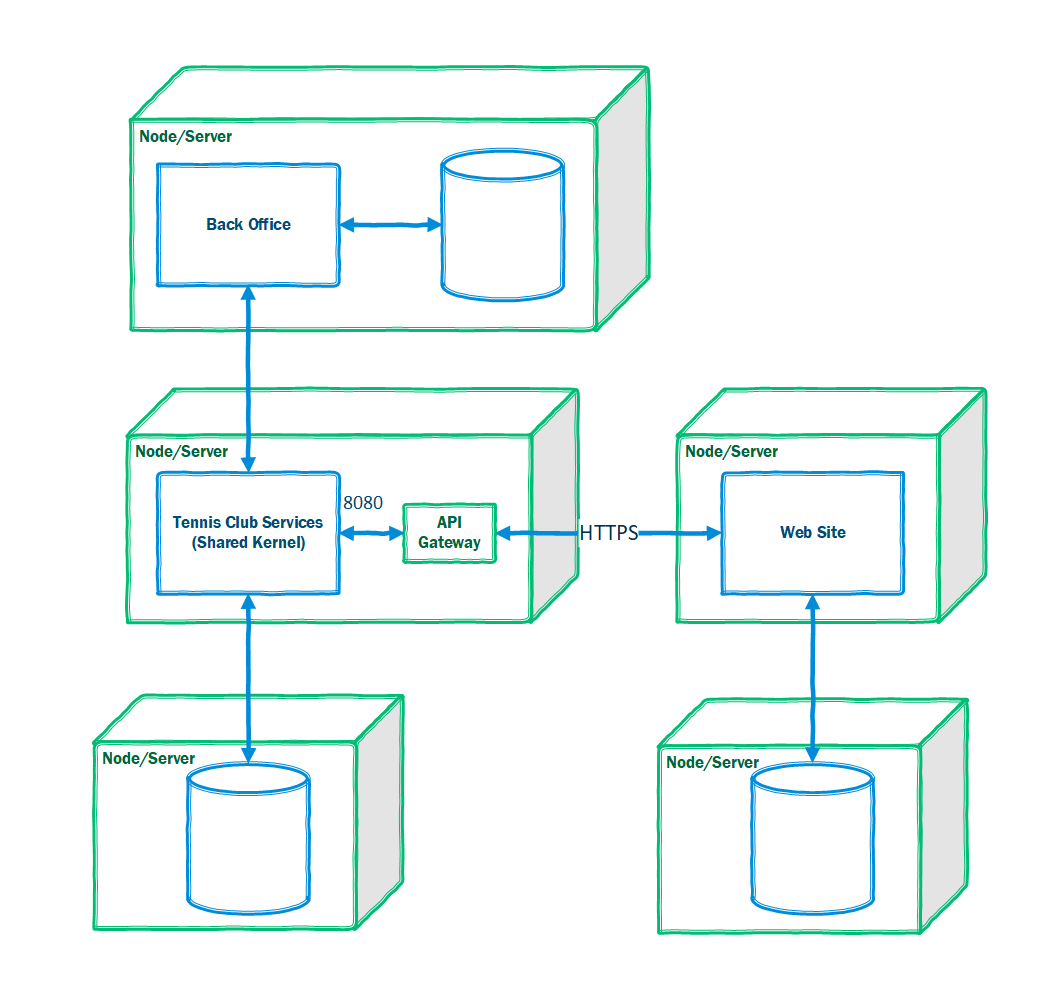 Node/Server
Back Office
Node/Server
Tennis Club Services
(Shared Kernel)
8080
API
Gateway
HTTPS
Node/Server
Web Site
Node/Server
Node/Server